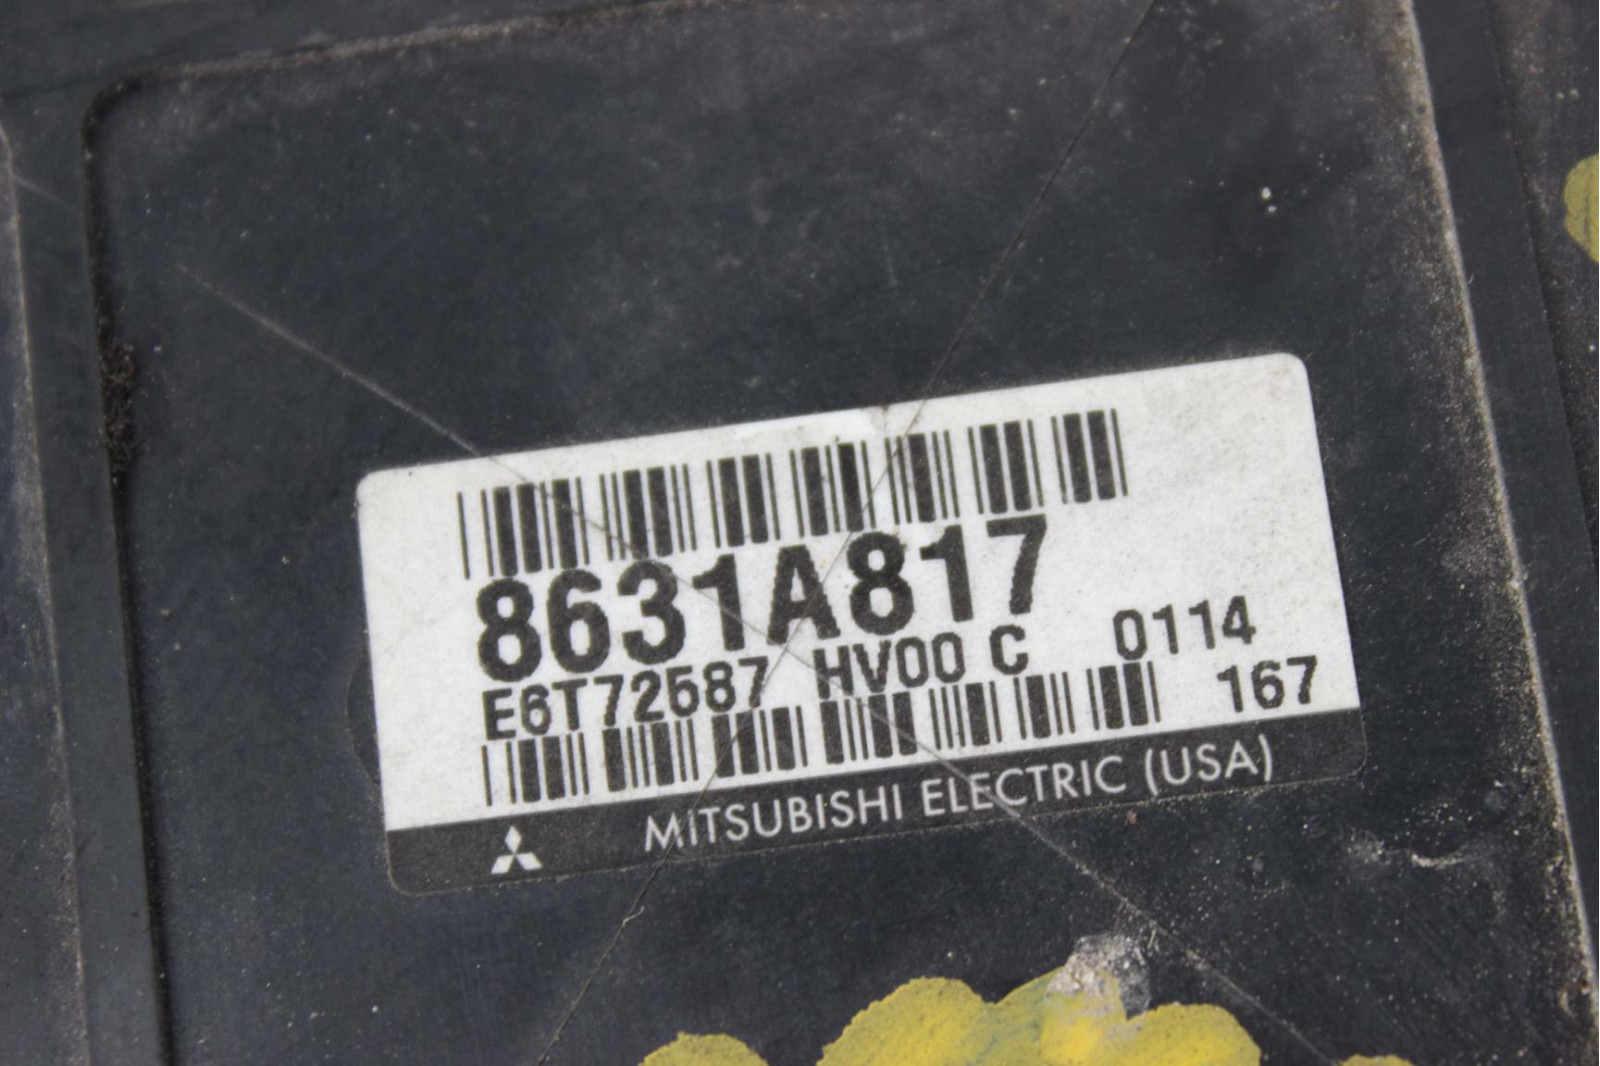 8631A817
E6T72587 HV00 C 0114
167
MITSUBISHI ELECTRIC (USA)